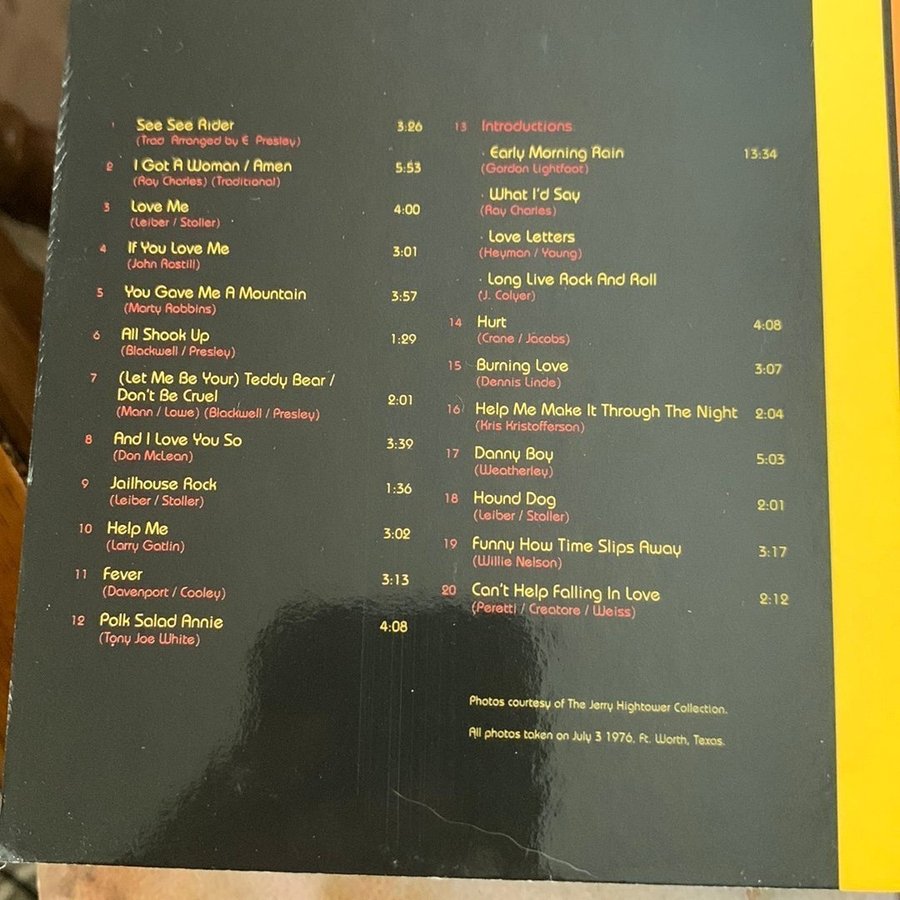 1 See See Rider 3:26
(Trad Arranged by E Presley)
2 I Got A Woman / Amen 5:53
(Ray Charles) (Traditional)
3 Love Me 4:00
(Leiber / Stoller)
4 If You Love Me 3:01
(John Rostill)
5 You Gave Me A Mountain 3:57
(Marty Robbins)
6 All Shook Up 1:29
(Blackwell / Presley)
7 (Let Me Be Your) Teddy Bear /
Don't Be Cruel 2:01
(Mann / Lowe) (Blackwell / Presley)
8 And I Love You So 3:39
(Don McLean)
9 Jailhouse Rock 1:36
(Leiber / Stoller)
10 Help Me 3:02
(Larry Gatlin)
11 Fever 3:13
(Davenport / Cooley)
12 Polk Salad Annie 4:08
(Tony Joe White)
13 Introductions
· Early Morning Rain 13:34
(Gordon Lightfoot)
· What I'd Say
(Ray Charles)
· Love Letters
(Heyman / Young)
· Long Live Rock And Roll
(J. Colyer)
14 Hurt 4:08
(Crane / Jacobs)
15 Burning Love 3:07
(Dennis Linde)
16 Help Me Make It Through The Night 2:04
(Kris Kristofferson)
17 Danny Boy 5:03
(Weatherley)
18 Hound Dog 2:01
(Leiber / Stoller)
19 Funny How Time Slips Away 3:17
(Willie Nelson)
20 Can't Help Falling In Love 2:12
(Peretti / Creatore / Weiss)
Photos courtesy of The Jerry Hightower Collection.
All photos taken on July 3 1976, Ft. Worth, Texas.